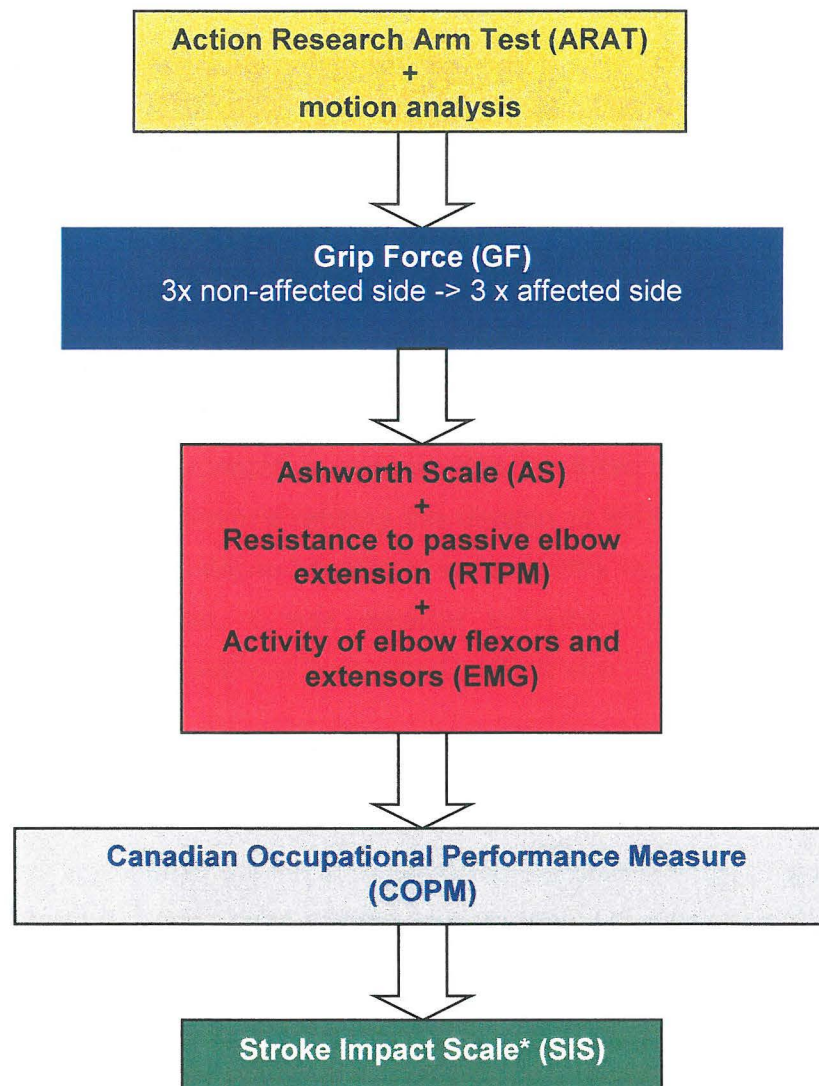 Action Research Arm Test (ARAT)
+
motion analysis
Grip Force (GF)
3x non-affected side -> 3 x affected side
Ashworth Scale (AS)
+
Resistance to passive elbow
extension (RTPM)
+
Activity of elbow flexors and
extensors (EMG)
Canadian Occupational Performance Measure
(COPM)
Stroke Impact Scale* (SIS)